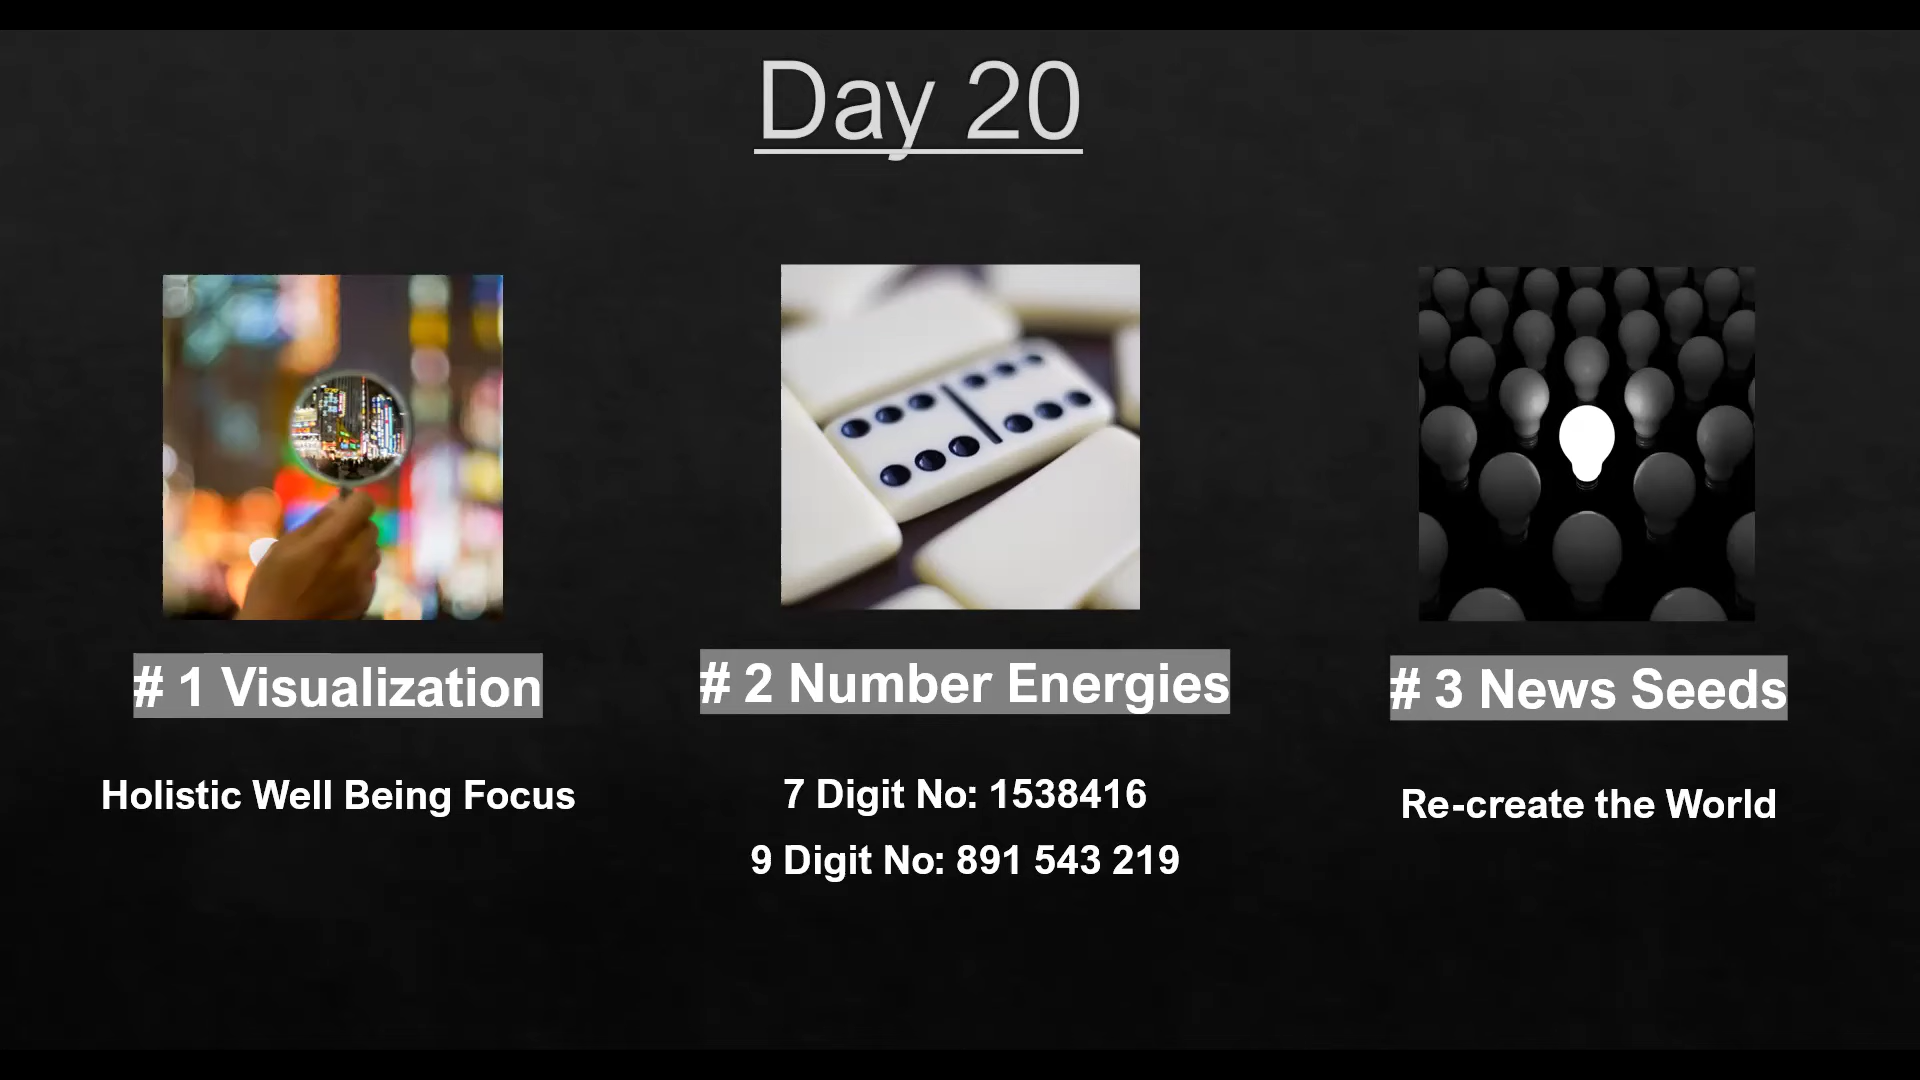 Day 20
# 1 Visualization
Holistic Well Being Focus
# 2 Number Energies
7 Digit No: 1538416
9 Digit No: 891 543 219
# 3 News Seeds
Re-create the World